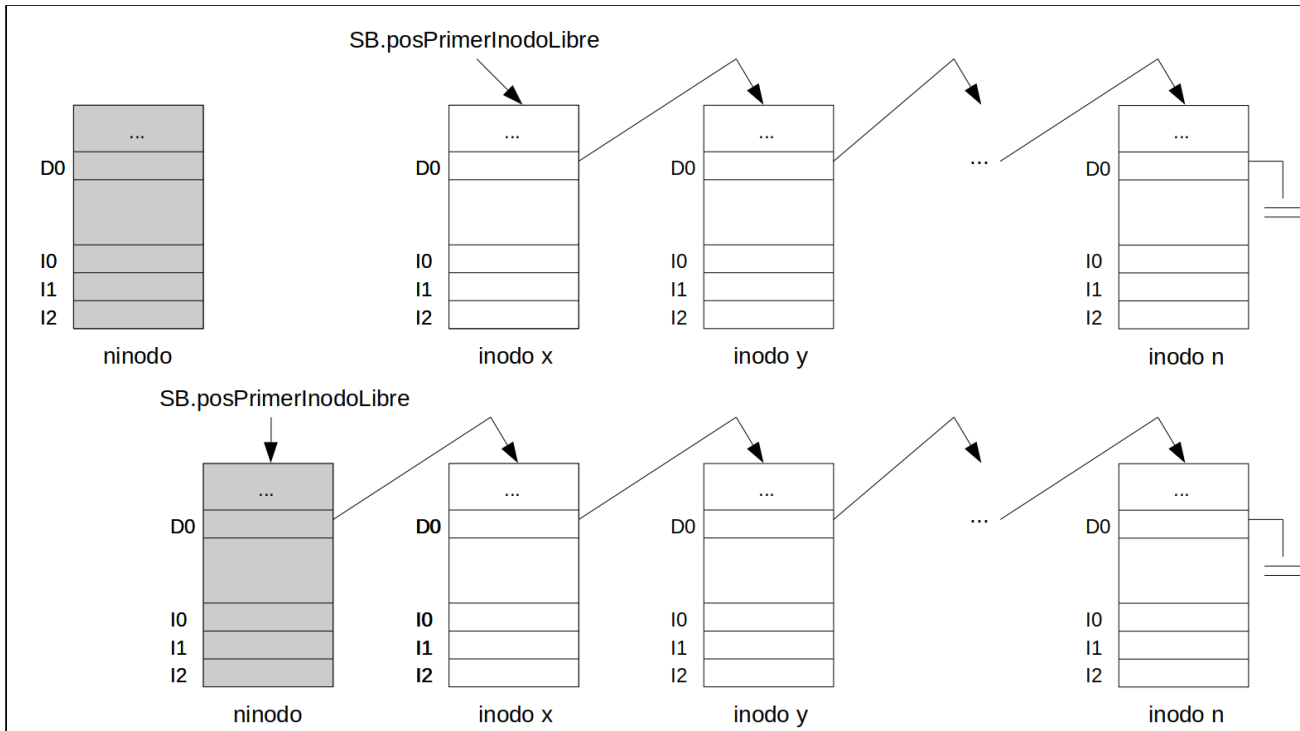 SB.posPrimerInodoLibre
... ... ... ...
D0 D0 D0 ... D0
I0 I0 I0 I0
I1 I1 I1 I1
I2 I2 I2 I2
ninodo inodo x inodo y inodo n
SB.posPrimerInodoLibre
... ... ... ...
D0 D0 D0 ... D0
I0 I0 I0 I0
I1 I1 I1 I1
I2 I2 I2 I2
ninodo inodo x inodo y inodo n